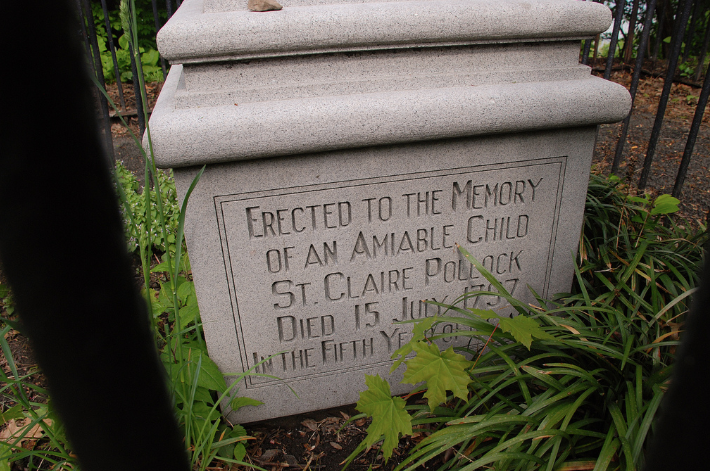 ERECTED TO THE MEMORY
OF AN AMIABLE CHILD
ST. CLAIRE POLLOCK
DIED 15 JULY 1797
IN THE FIFTH YEAR OF